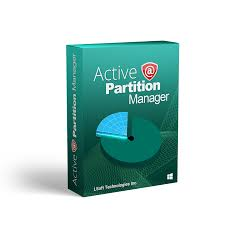 Active@
Partition
Manager
LSoft Technologies Inc